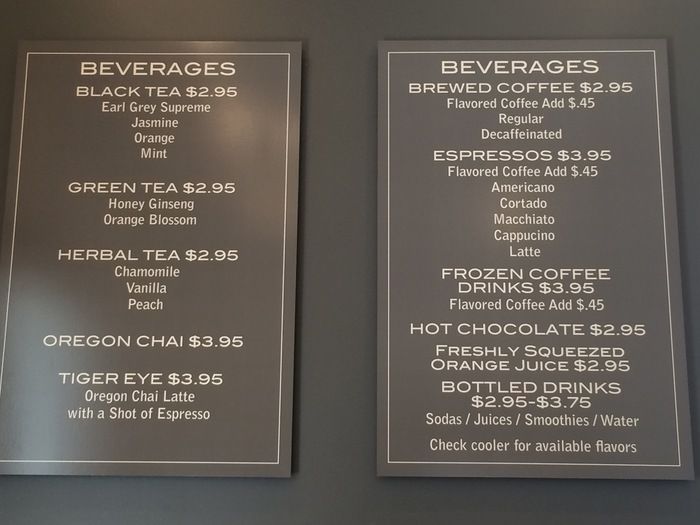 BEVERAGES
BLACK TEA $2.95
Earl Grey Supreme
Jasmine
Orange
Mint
GREEN TEA $2.95
Honey Ginseng
Orange Blossom
HERBAL TEA $2.95
Chamomile
Vanilla
Peach
OREGON CHAI $3.95
TIGER EYE $3.95
Oregon Chai Latte
with a Shot of Espresso
BEVERAGES
BREWED COFFEE $2.95
Flavored Coffee Add $.45
Regular
Decaffeinated
ESPRESSOS $3.95
Flavored Coffee Add $.45
Americano
Cortado
Macchiato
Cappucino
Latte
FROZEN COFFEE
DRINKS $3.95
Flavored Coffee Add $.45
HOT CHOCOLATE $2.95
FRESHLY SQUEEZED
ORANGE JUICE $2.95
BOTTLED DRINKS
$2.95-$3.75
Sodas / Juices / Smoothies / Water
Check cooler for available flavors